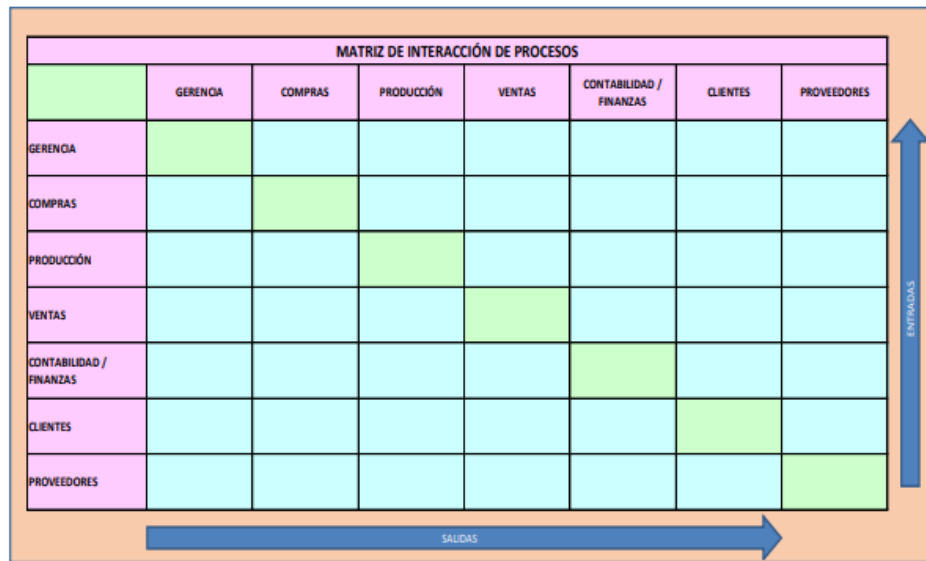 MATRIZ DE INTERACCIÓN DE PROCESOS
GERENCIA
COMPRAS
PRODUCCIÓN
VENTAS
CONTABILIDAD /
FINANZAS
CLIENTES
PROVEEDORES
GERENCIA
COMPRAS
PRODUCCIÓN
VENTAS
CONTABILIDAD /
FINANZAS
CLIENTES
PROVEEDORES
ENTRADAS
SALIDAS